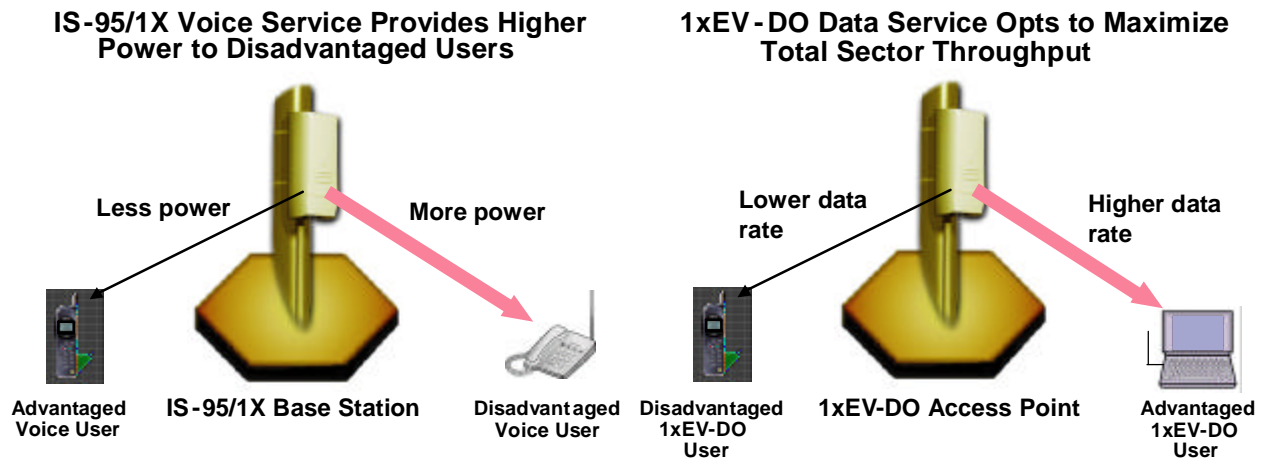 IS-95/1X Voice Service Provides Higher
Power to Disadvantaged Users
Less power
More power
Advantaged
Voice User
IS-95/1X Base Station
Disadvantaged
Voice User
1xEV-DO Data Service Opts to Maximize
Total Sector Throughput
Lower data
rate
Higher data
rate
Disadvantaged
1xEV-DO
User
1xEV-DO Access Point
Advantaged
1xEV-DO
User